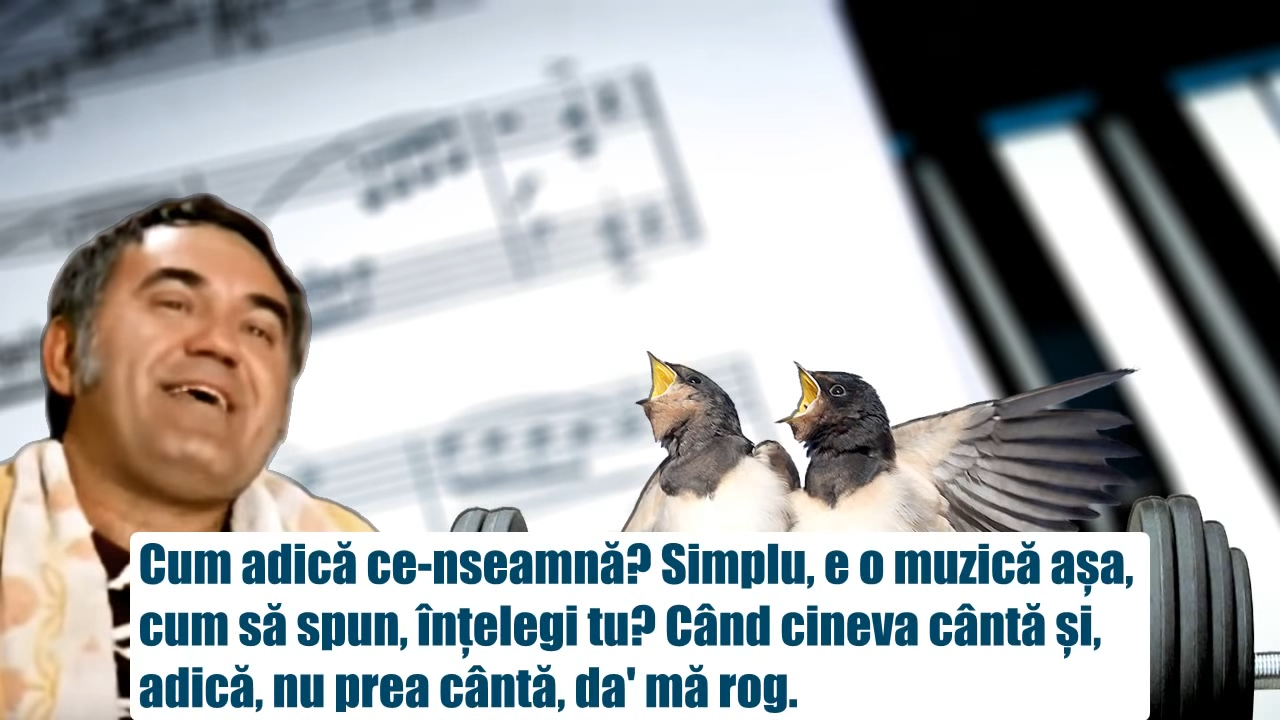 Cum adică ce-nseamnă? Simplu, e o muzică așa,
cum să spun, înțelegi tu? Când cineva cântă și,
adică, nu prea cântă, da' mă rog.